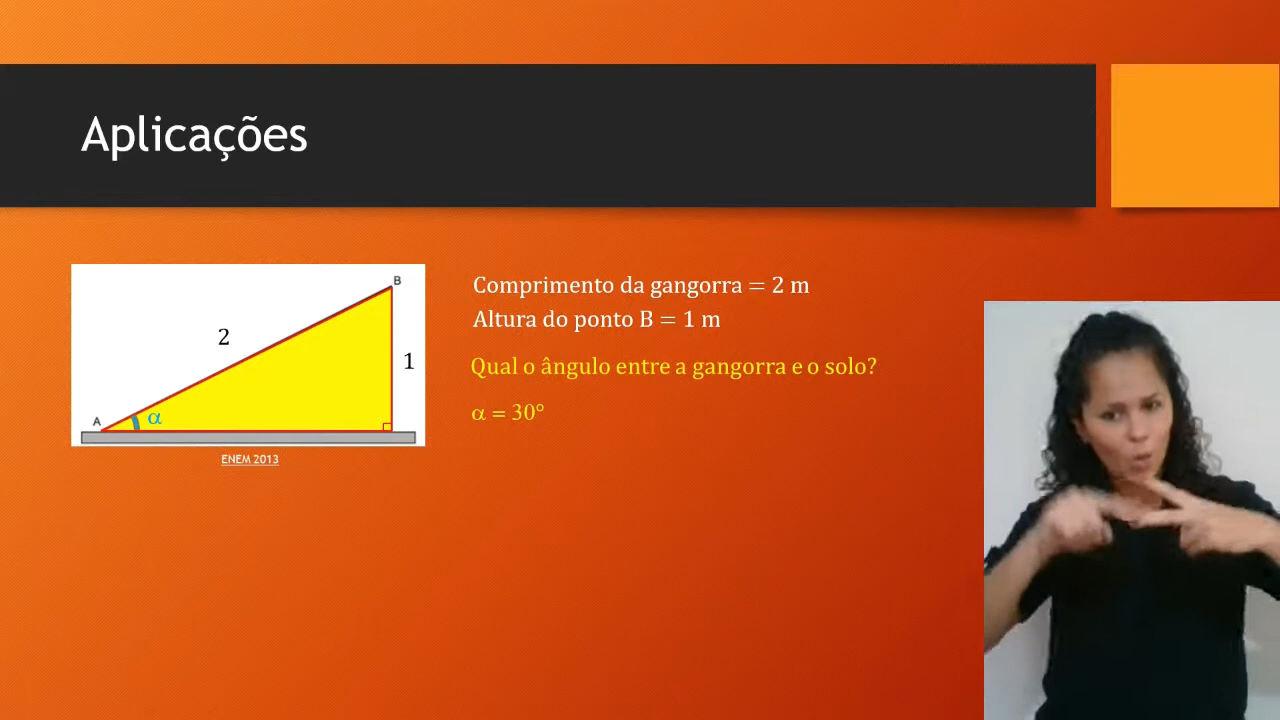 Aplicações
B
2
1
A
α
ENEM 2013
Comprimento da gangorra = 2 m
Altura do ponto B = 1 m
Qual o ângulo entre a gangorra e o solo?
α = 30°